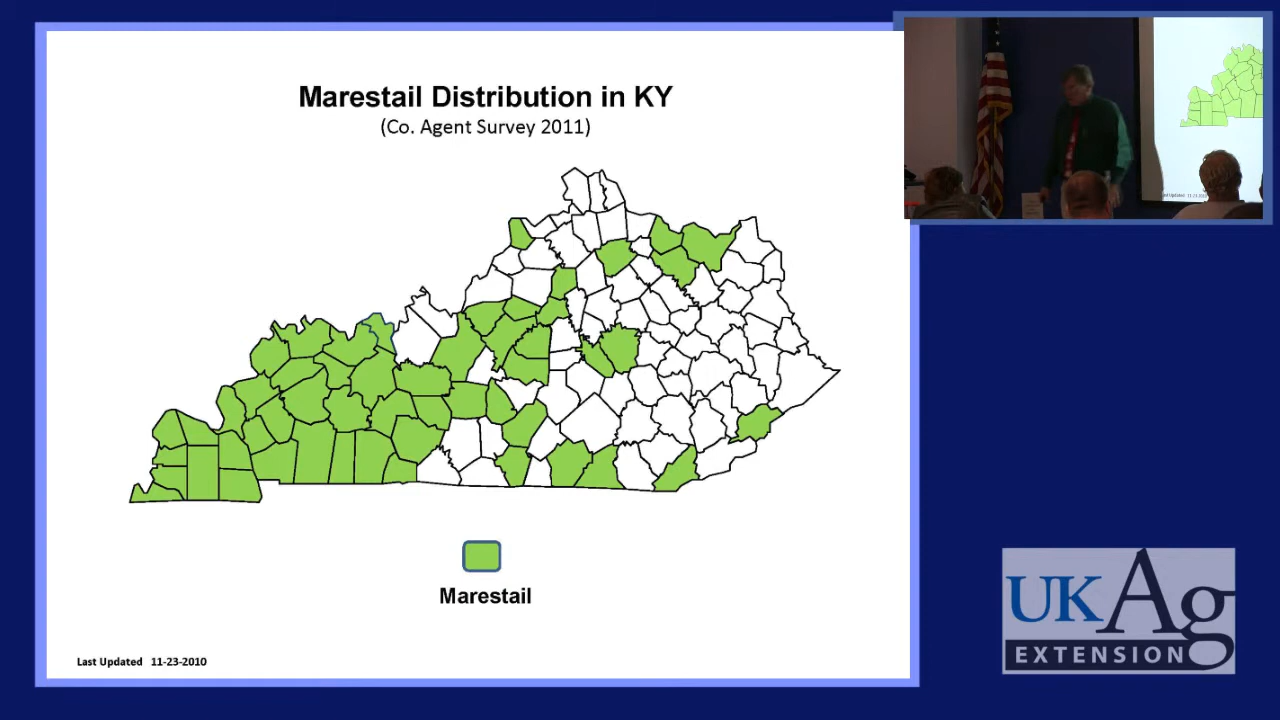 Marestail Distribution in KY
(Co. Agent Survey 2011)
Marestail
Last Updated 11-23-2010
UKAg
EXTENSION